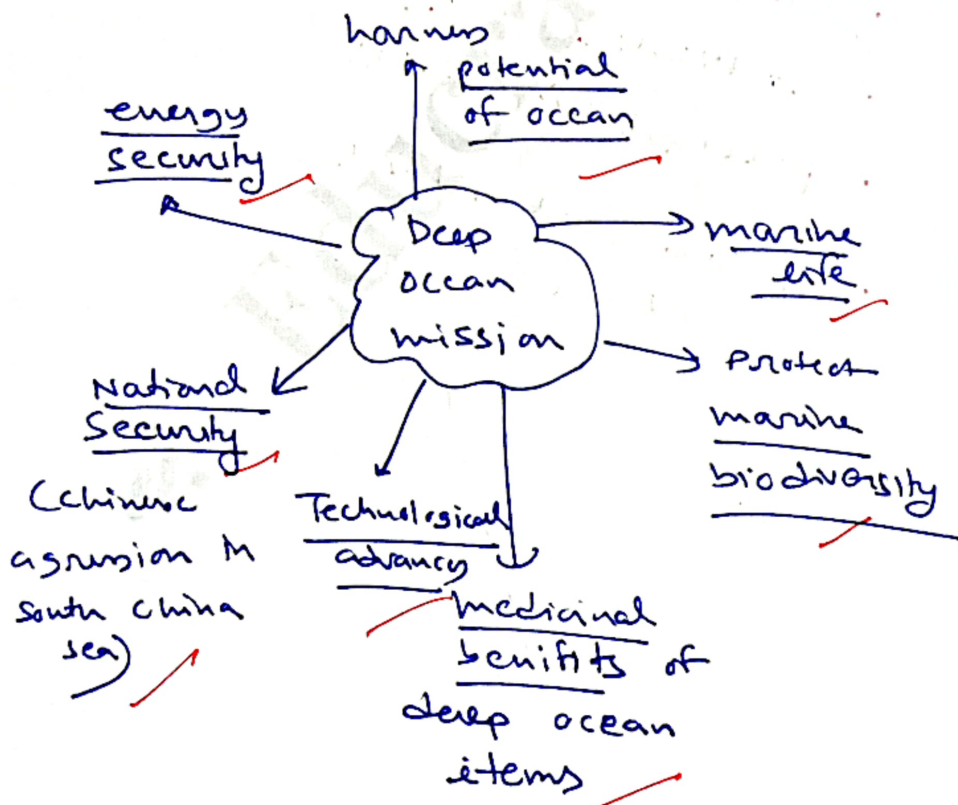 harness
potential
of ocean
energy
security
Deep
ocean
mission
marine
life
Protect
marine
biodiversity
National
Security
(Chinese
agression in
south China
sea)
Technological
advancy
medicinal
benifits of
deep ocean
items